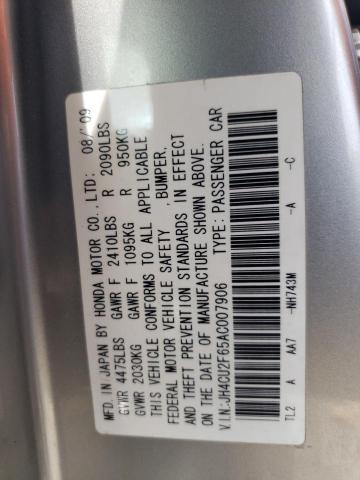 MFD. IN JAPAN BY HONDA MOTOR CO.,LTD: 08/'09
GVWR 4475LBS GAWR F 2410LBS R 2090LBS
GVWR 2030KG GAWR F 1095KG R 950KG
THIS VEHICLE CONFORMS TO ALL APPLICABLE
FEDERAL MOTOR VEHICLE SAFETY, BUMPER,
AND THEFT PREVENTION STANDARDS IN EFFECT
ON THE DATE OF MANUFACTURE SHOWN ABOVE.
V.I.N:JH4CU2F65AC007906 TYPE: PASSENGER CAR
TL2 A AA7 -NH743M -A -C